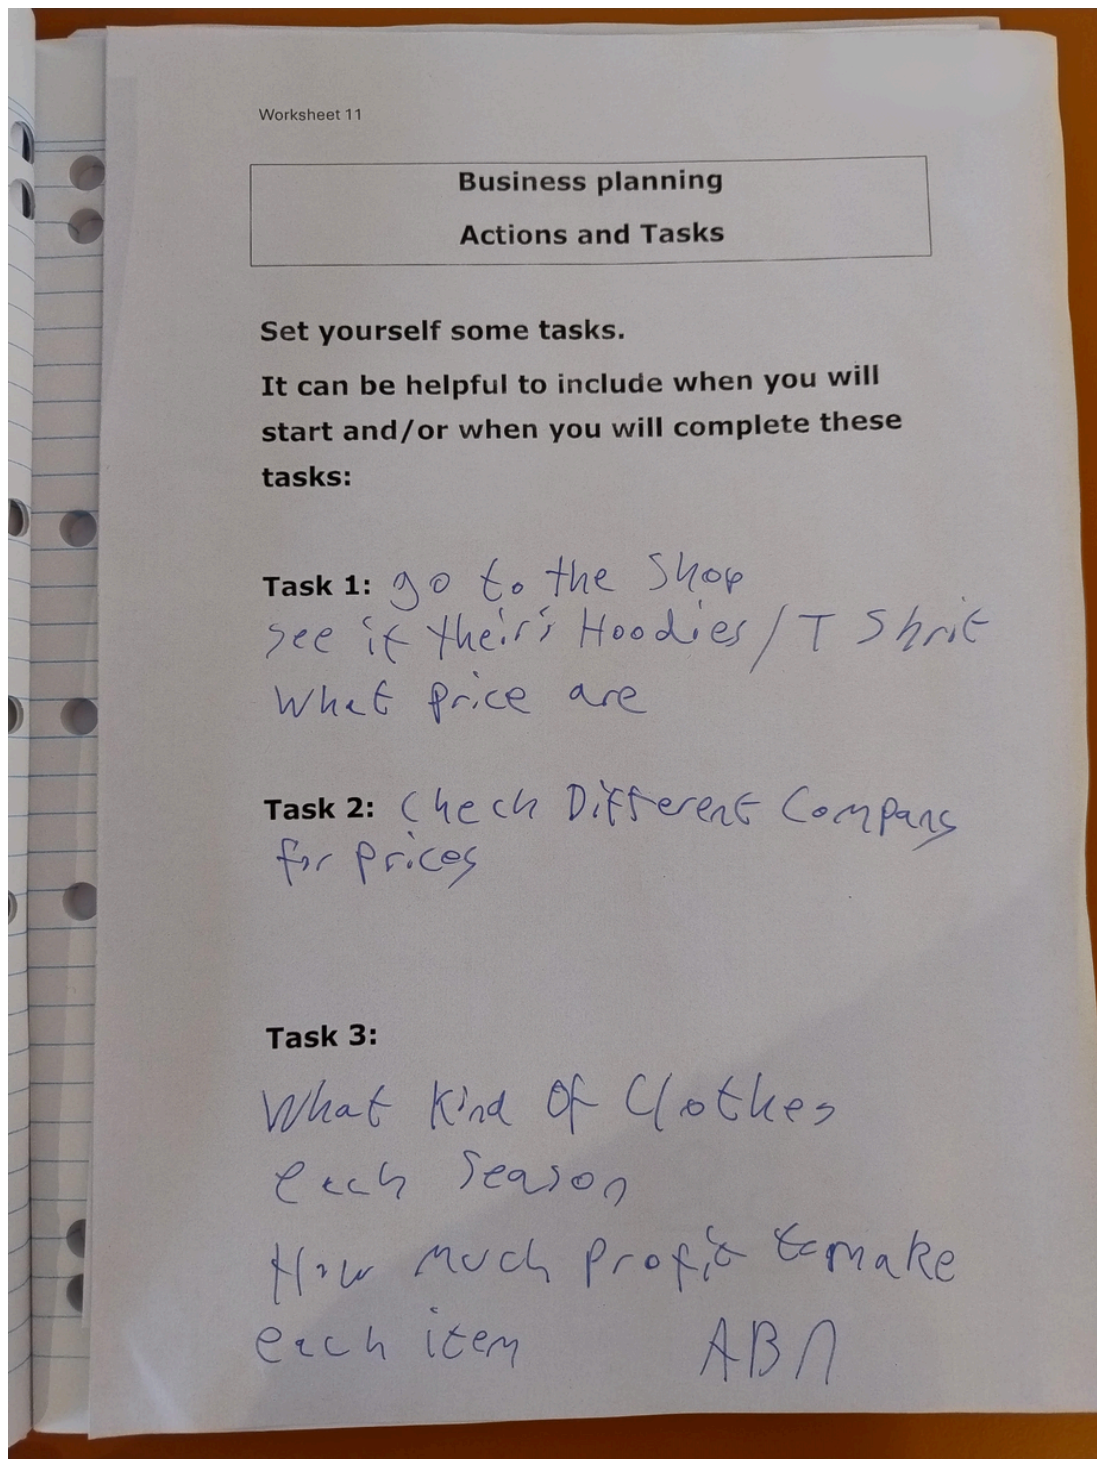 Worksheet 11
Business planning
Actions and Tasks
Set yourself some tasks.
It can be helpful to include when you will
start and/or when you will complete these
tasks:
Task 1: go to the Shop
see if their's Hoodies / T Shrit
What price are
Task 2: Check Different Company
for prices
Task 3:
What Kind Of Clothes
each Season
How much profit to make
each item ABN